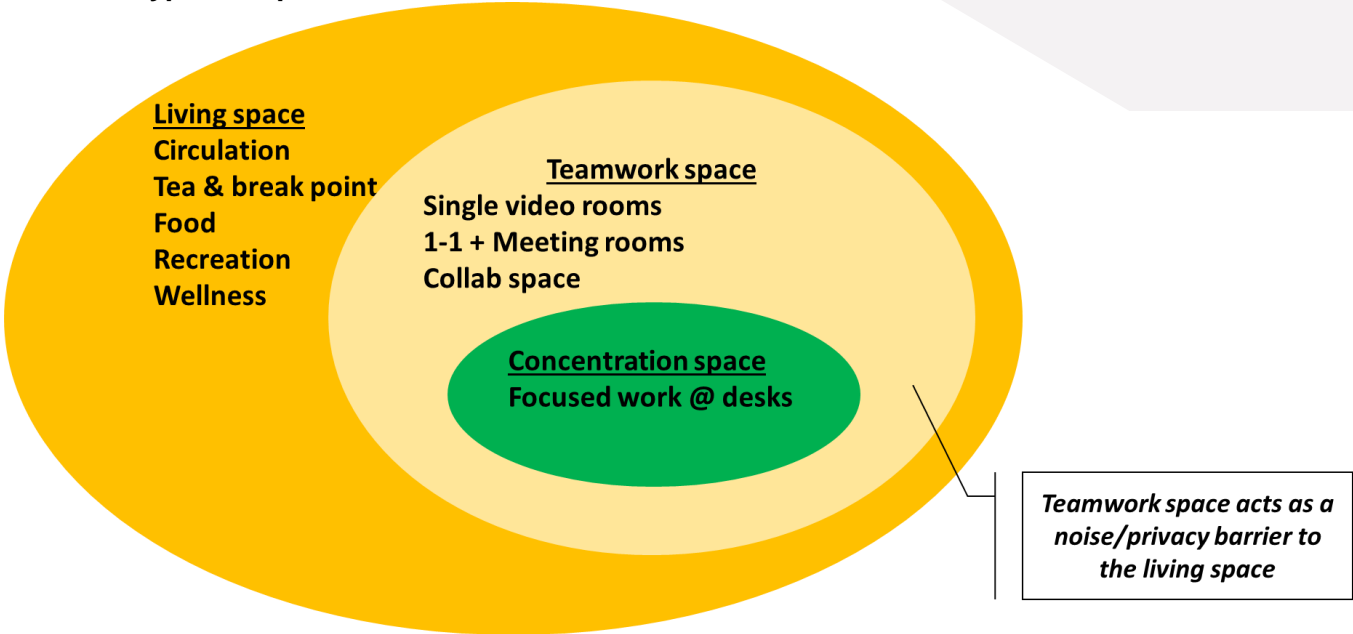 Living space
Circulation
Tea & break point
Food
Recreation
Wellness
Teamwork space
Single video rooms
1-1 + Meeting rooms
Collab space
Concentration space
Focused work @ desks
Teamwork space acts as a
noise/privacy barrier to
the living space